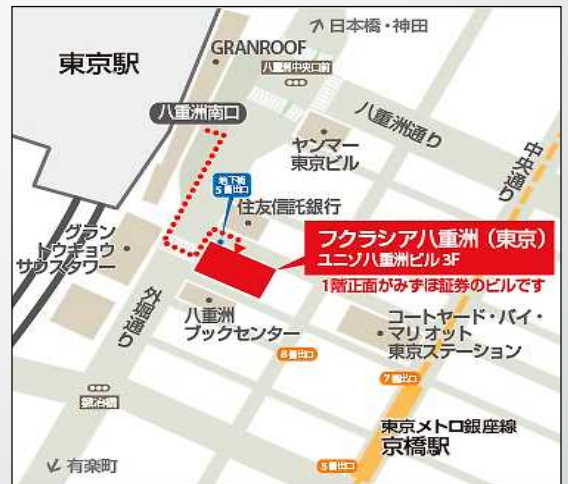 日本橋・神田
GRANROOF
東京駅
八重洲中央口前
八重洲南口
八重洲通り
ヤンマー
東京ビル
中央通り
地下街
5番出口
住友信託銀行
グラン
トウキョウ
サウスタワー
フクラシア八重洲（東京）
ユニゾ八重洲ビル 3F
1階正面がみずほ証券のビルです
外堀通り
八重洲
ブックセンター
コートヤード・バイ・
マリオット
東京ステーション
6番出口
7番出口
鍛冶橋
東京メトロ銀座線
京橋駅
有楽町
5番出口